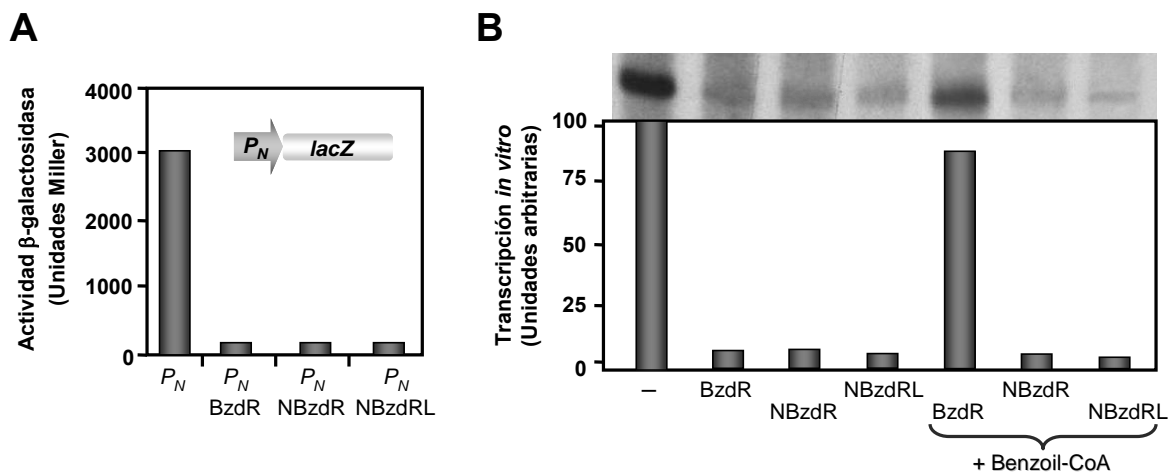 A
Actividad β-galactosidasa
(Unidades Miller)
4000
3000
2000
1000
0
P_N lacZ
P_N P_N P_N P_N
BzdR NBzdR NBzdRL
B
Transcripción in vitro
(Unidades arbitrarias)
100
75
50
25
0
– BzdR NBzdRL NBzdR
NBzdR BzdR NBzdRL
+ Benzoil-CoA